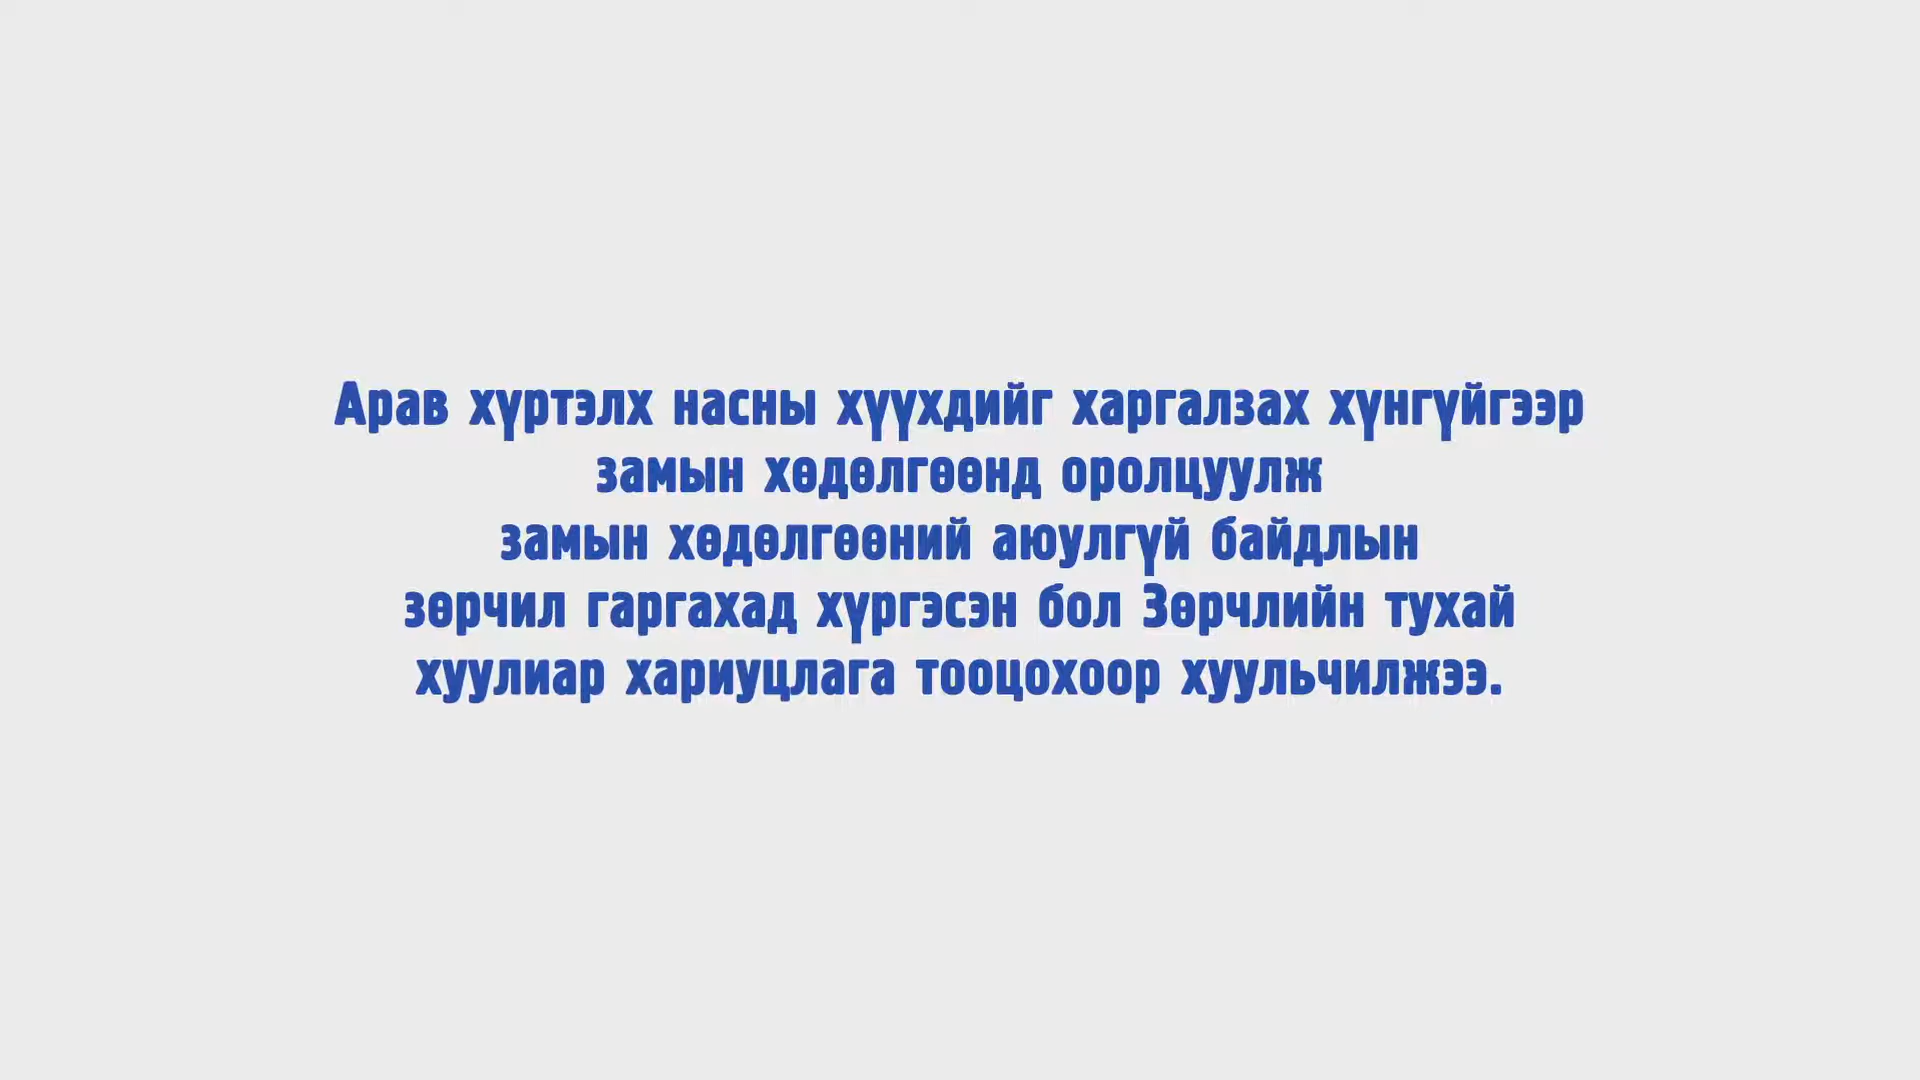 Арав хүртэлх насны хүүхдийг харгалзах хүнгүйгээр
замын хөдөлгөөнд оролцуулж
замын хөдөлгөөний аюулгүй байдлын
зөрчил гаргахад хүргэсэн бол Зөрчлийн тухай
хуулиар хариуцлага тооцохоор хуульчилжээ.